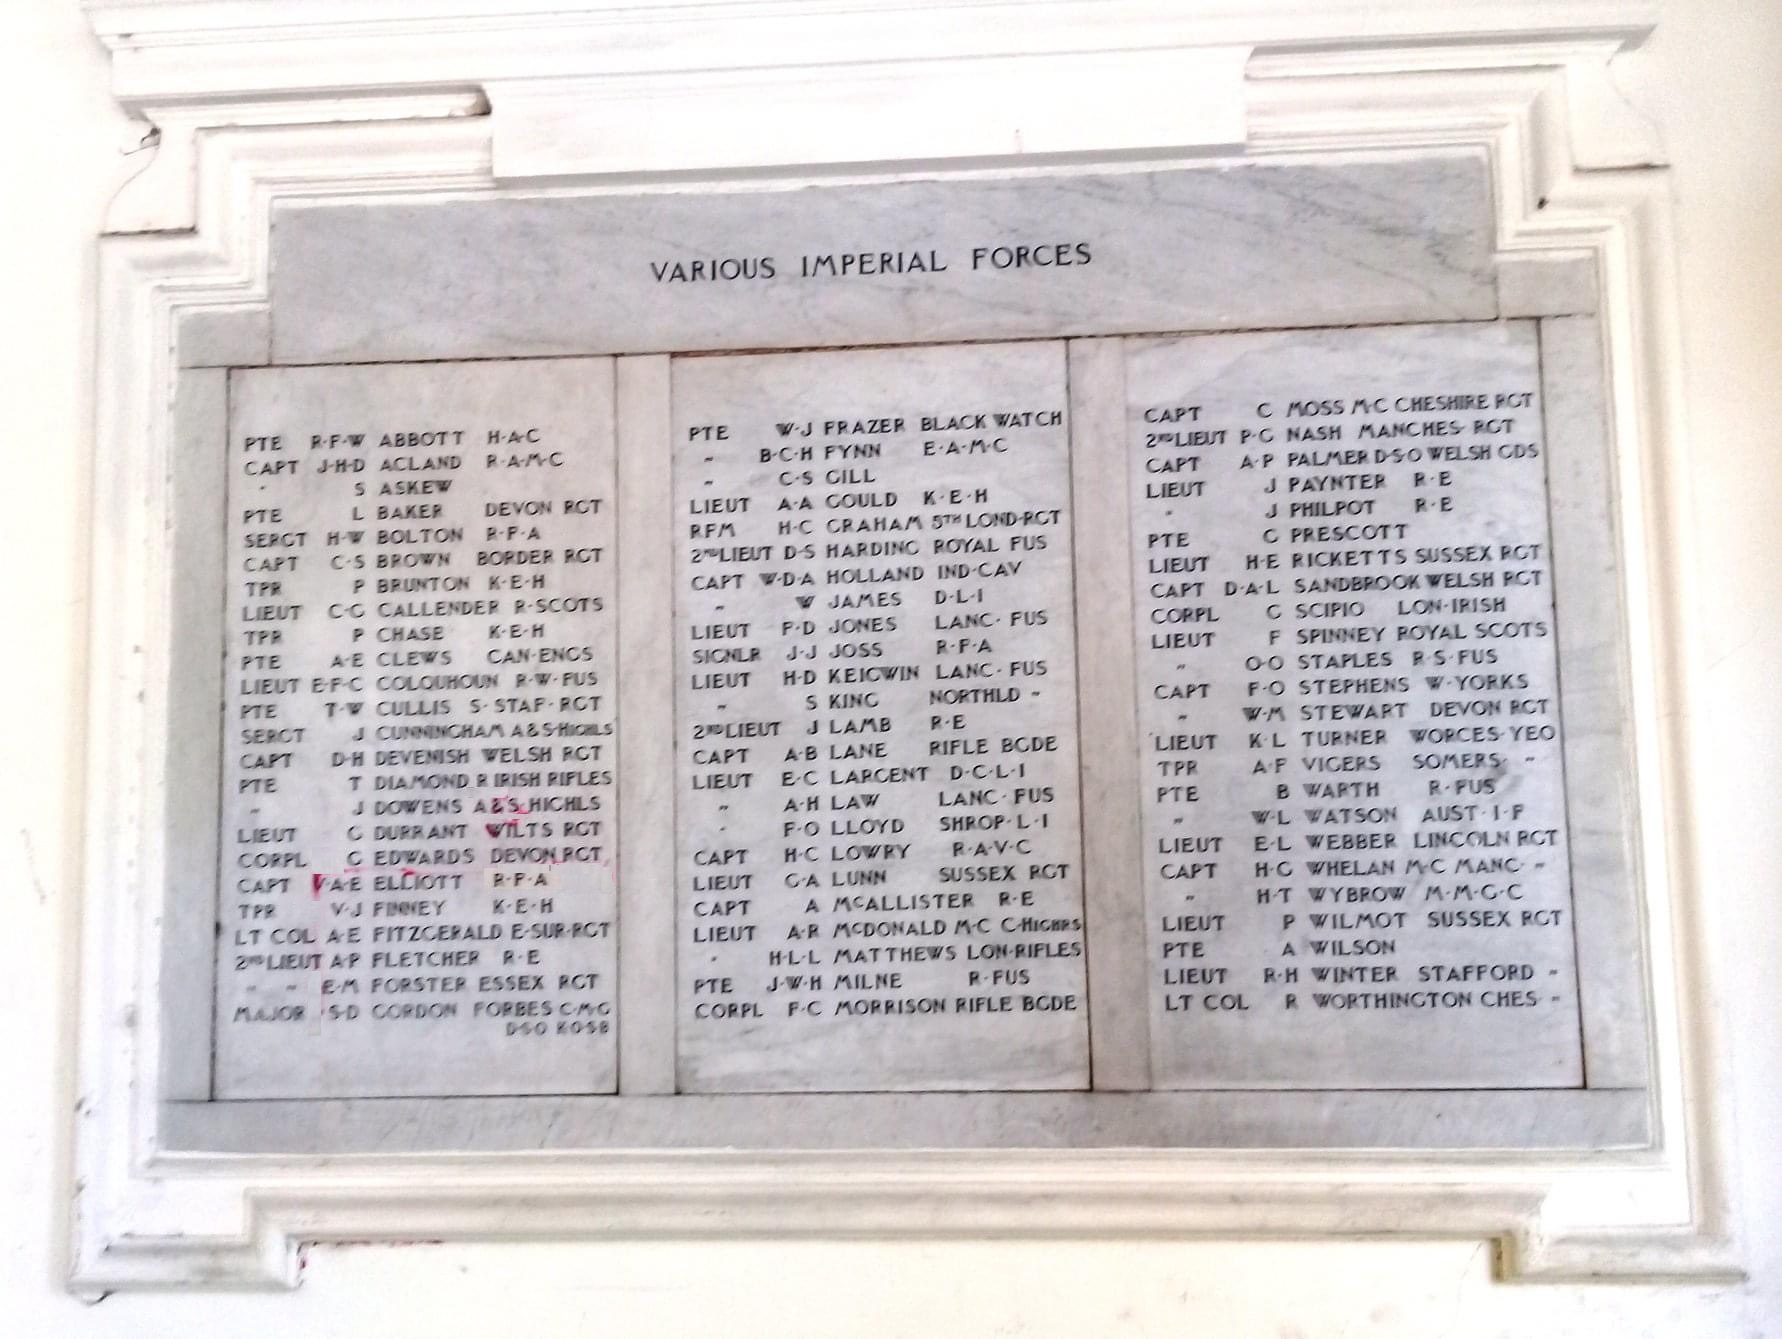 VARIOUS IMPERIAL FORCES
PTE R·F·W ABBOTT H·A·C
CAPT J·H·D ACLAND R·A·M·C
" S ASKEW
PTE L BAKER DEVON RGT
SERGT H·W BOLTON R·F·A
CAPT C·S BROWN BORDER RGT
TPR P BRUNTON K·E·H
LIEUT C·G CALLENDER R·SCOTS
TPR P CHASE K·E·H
PTE A·E CLEWS CAN·ENGS
LIEUT E·F·C COLQUHOUN R·W·FUS
PTE T·W CULLIS S·STAF·RGT
SERGT J CUNNINGHAM A&S·HIGHLS
CAPT D·H DEVENISH WELSH RGT
PTE T DIAMOND R IRISH RIFLES
" J DOWENS A&S HIGHLS
LIEUT G DURRANT WILTS RGT
CORPL G EDWARDS DEVON RGT
CAPT V·A·E ELLIOTT R·F·A
TPR V·J FINNEY K·E·H
LT COL A·E FITZGERALD E·SUR·RGT
2ND LIEUT A·P FLETCHER R·E
" " E·M FORSTER ESSEX RGT
MAJOR S·D GORDON FORBES C·M·G
D·S·O K·O·S·B
PTE W·J FRAZER BLACK WATCH
" B·C·H FYNN E·A·M·C
" C·S GILL
LIEUT A·A GOULD K·E·H
RFM H·C GRAHAM 5TH LOND·RGT
2ND LIEUT D·S HARDING ROYAL FUS
CAPT W·D·A HOLLAND IND·CAV
" W JAMES D·L·I
LIEUT F·D JONES LANC·FUS
SIGNLR J·J JOSS R·F·A
LIEUT H·D KEIGWIN LANC·FUS
" S KING NORTHLD "
2ND LIEUT J LAMB R·E
CAPT A·B LANE RIFLE BGDE
LIEUT E·C LARGENT D·C·L·I
" A·H LAW LANC·FUS
" F·O LLOYD SHROP·L·I
CAPT H·C LOWRY R·A·V·C
LIEUT G·A LUNN SUSSEX RGT
CAPT A MCALLISTER R·E
LIEUT A·R MCDONALD M·C C·HIGHRS
" H·L·L MATTHEWS LON·RIFLES
PTE J·W·H MILNE R·FUS
CORPL F·C MORRISON RIFLE BGDE
CAPT C MOSS M·C CHESHIRE RGT
2ND LIEUT P·G NASH MANCHES·RGT
CAPT A·P PALMER D·S·O WELSH GDS
LIEUT J PAYNTER R·E
" J PHILPOT R·E
PTE G PRESCOTT
LIEUT H·E RICKETTS SUSSEX RGT
CAPT D·A·L SANDBROOK WELSH RGT
CORPL G SCIPIO LON·IRISH
LIEUT F SPINNEY ROYAL SCOTS
" O·O STAPLES R·S·FUS
CAPT F·O STEPHENS W·YORKS
" W·M STEWART DEVON RGT
LIEUT K·L TURNER WORCES·YEO
TPR A·F VIGERS SOMERS· "
PTE B WARTH R·FUS
" W·L WATSON AUST·I·F
LIEUT E·L WEBBER LINCOLN RGT
CAPT H·G WHELAN M·C MANC· "
" H·T WYBROW M·M·G·C
LIEUT P WILMOT SUSSEX RGT
PTE A WILSON
LIEUT R·H WINTER STAFFORD "
LT COL R WORTHINGTON CHES· "